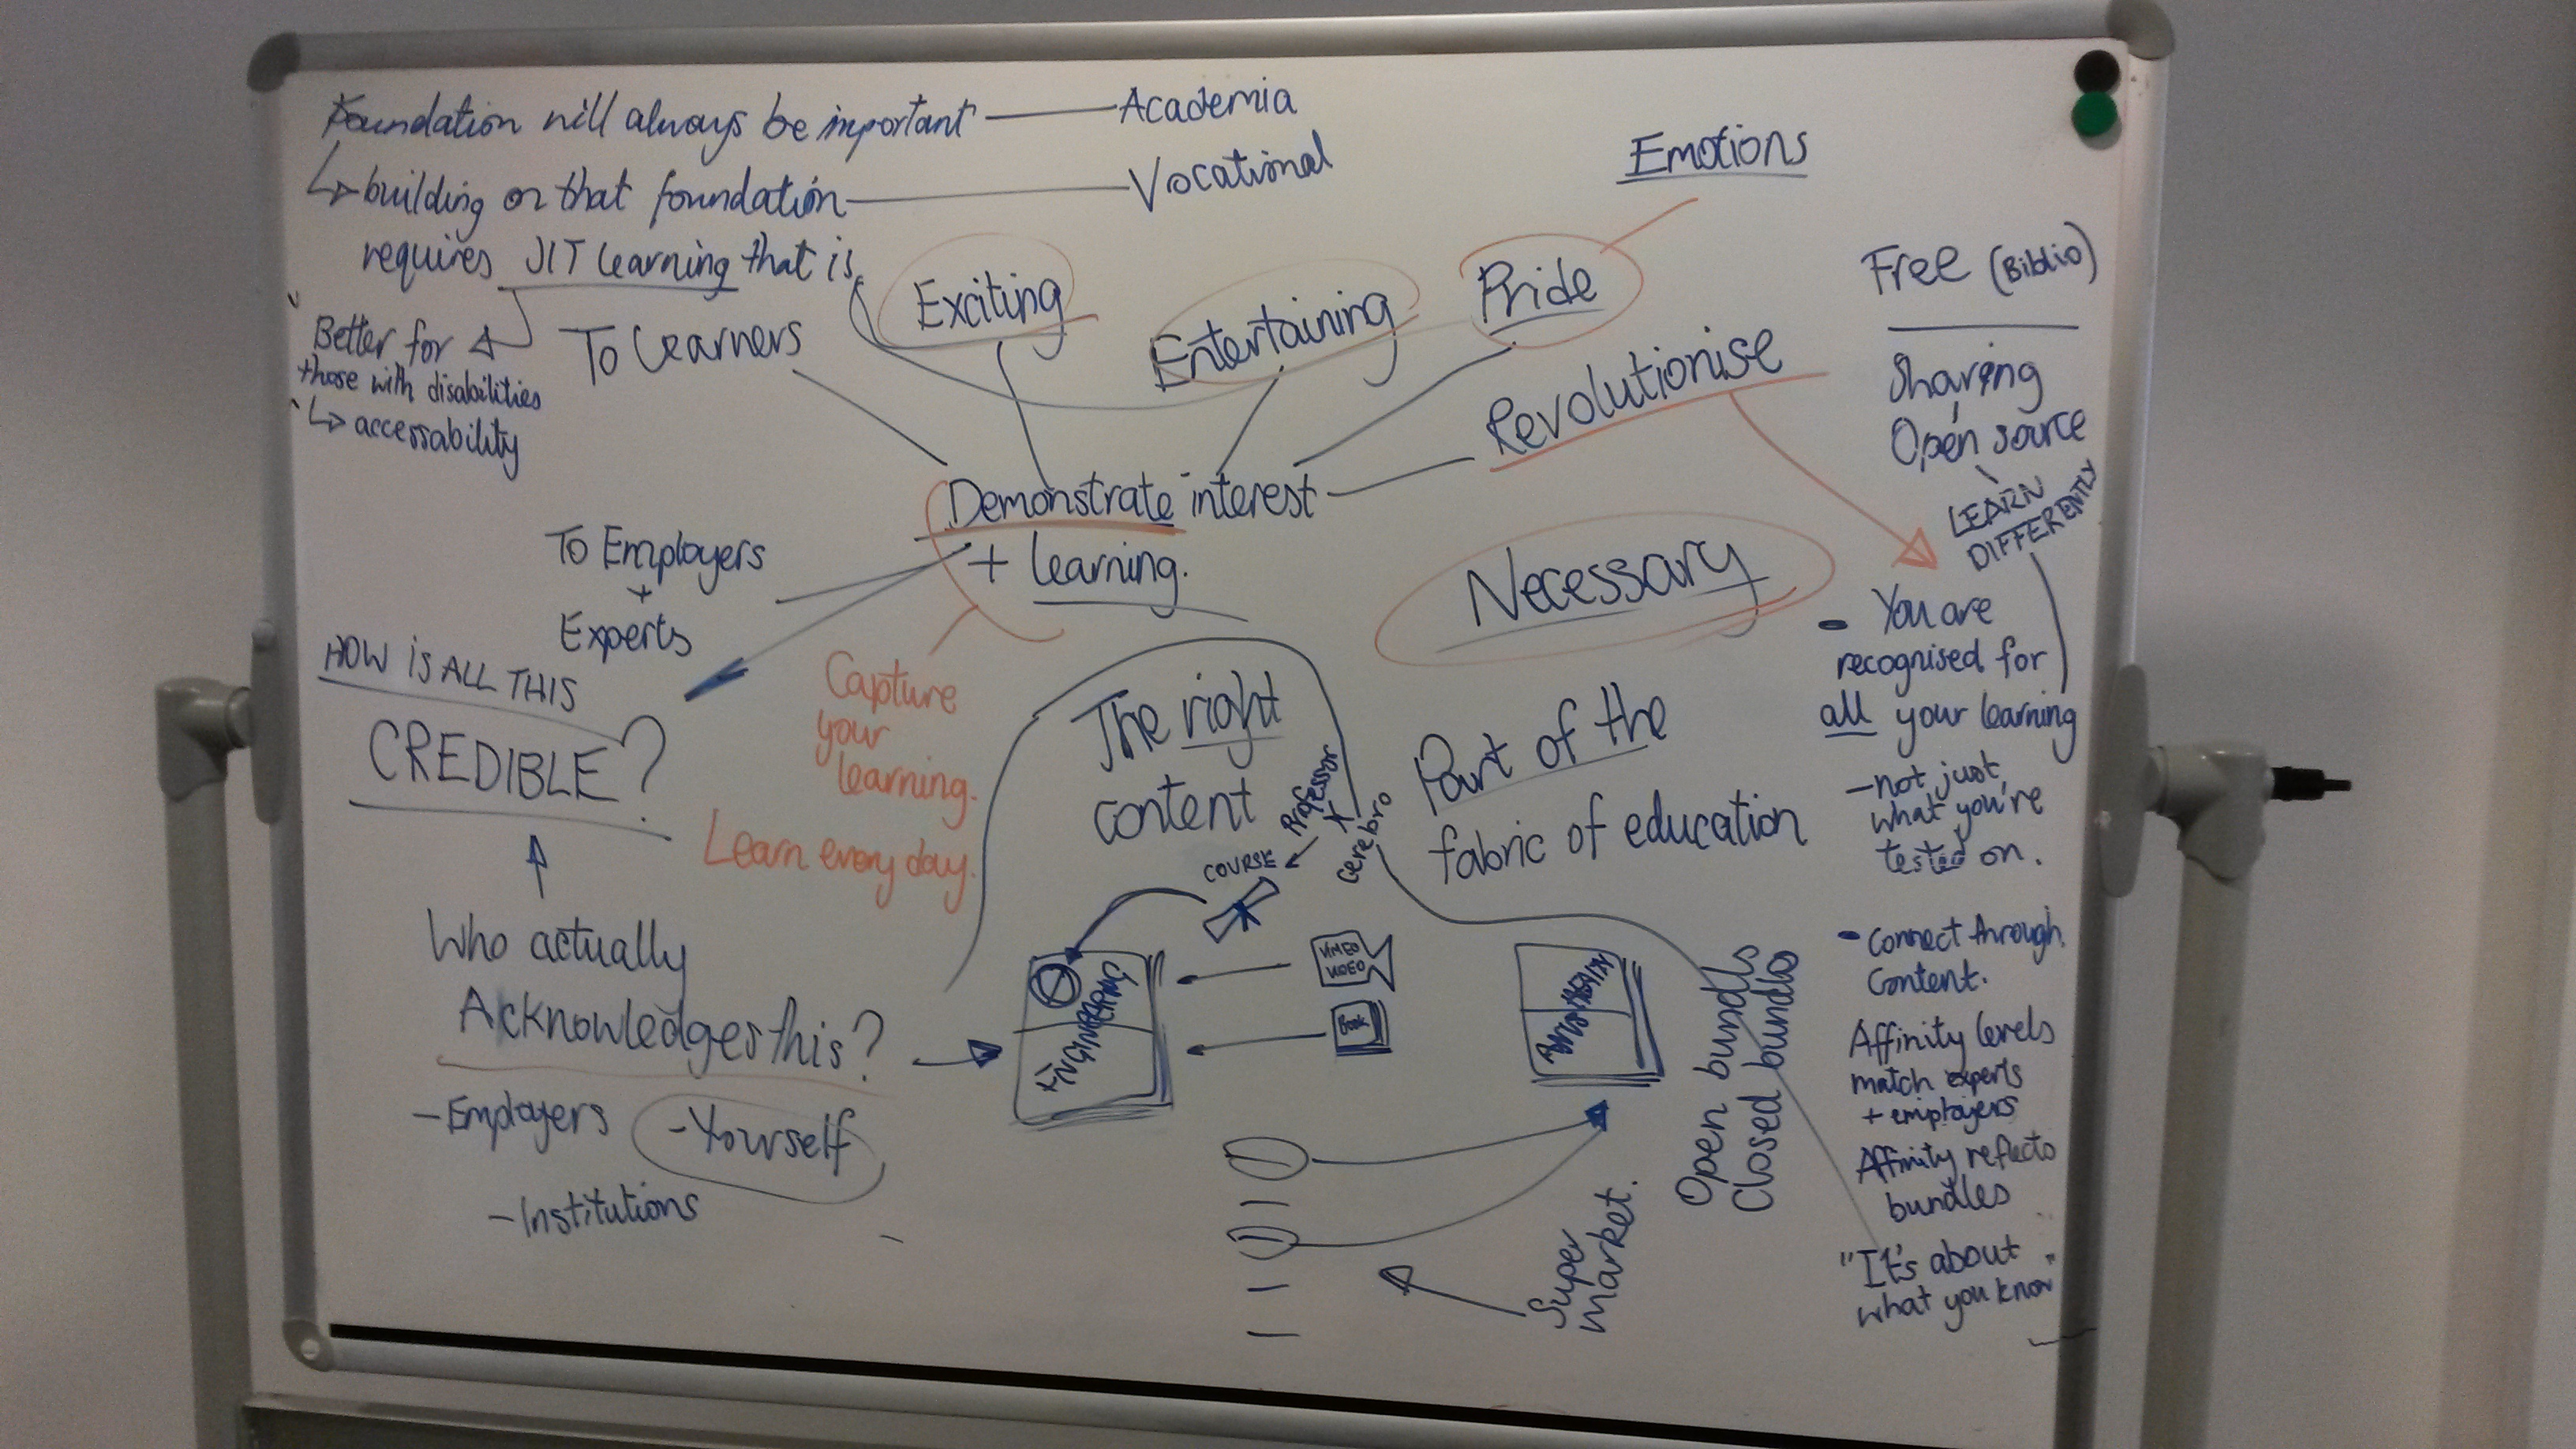 Foundation will always be important
Academia
building on that foundation
Vocational
requires JIT learning that is
Better for
those with disabilities
accessability
To Learners
Exciting
Entertaining
Pride
Emotions
Revolutionise
Free (Biblio)
Sharing
Open source
LEARN
DIFFERENTLY
Demonstrate interest
+ learning.
To Employers
+
Experts
Necessary
HOW IS ALL THIS
CREDIBLE?
Capture
your
learning.
Learn every day.
The right
content
Professor
+
Cerebro
COURSE
Part of the
fabric of education
You are
recognised for
all your learning
- not just
what you're
tested on.
Connect through
Content.
Affinity levels
match experts
+ employers
Affinity reflects
bundles
"It's about
what you know"
Who actually
Acknowledges this?
- Employers
- Yourself
- Institutions
ENGINEERING
VIMEO
VIDEO
Book
Open bundls
Closed bundles
Super
market.